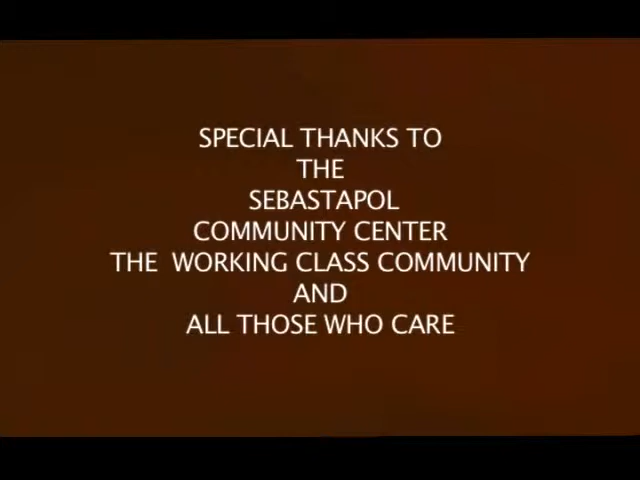 SPECIAL THANKS TO
THE
SEBASTAPOL
COMMUNITY CENTER
THE  WORKING CLASS COMMUNITY
AND
ALL THOSE WHO CARE